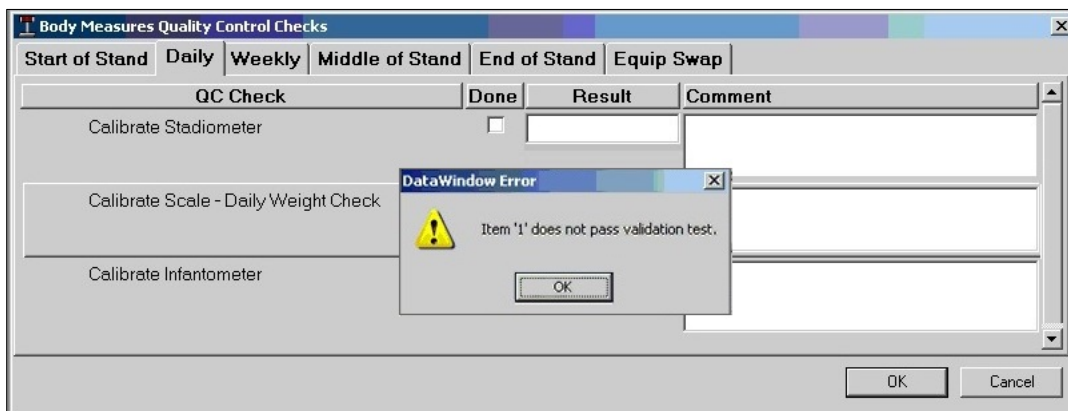 Body Measures Quality Control Checks
Start of Stand Daily Weekly Middle of Stand End of Stand Equip Swap
QC Check Done Result Comment
Calibrate Stadiometer
DataWindow Error
Calibrate Scale - Daily Weight Check
Item '1' does not pass validation test.
Calibrate Infantometer
OK
OK Cancel